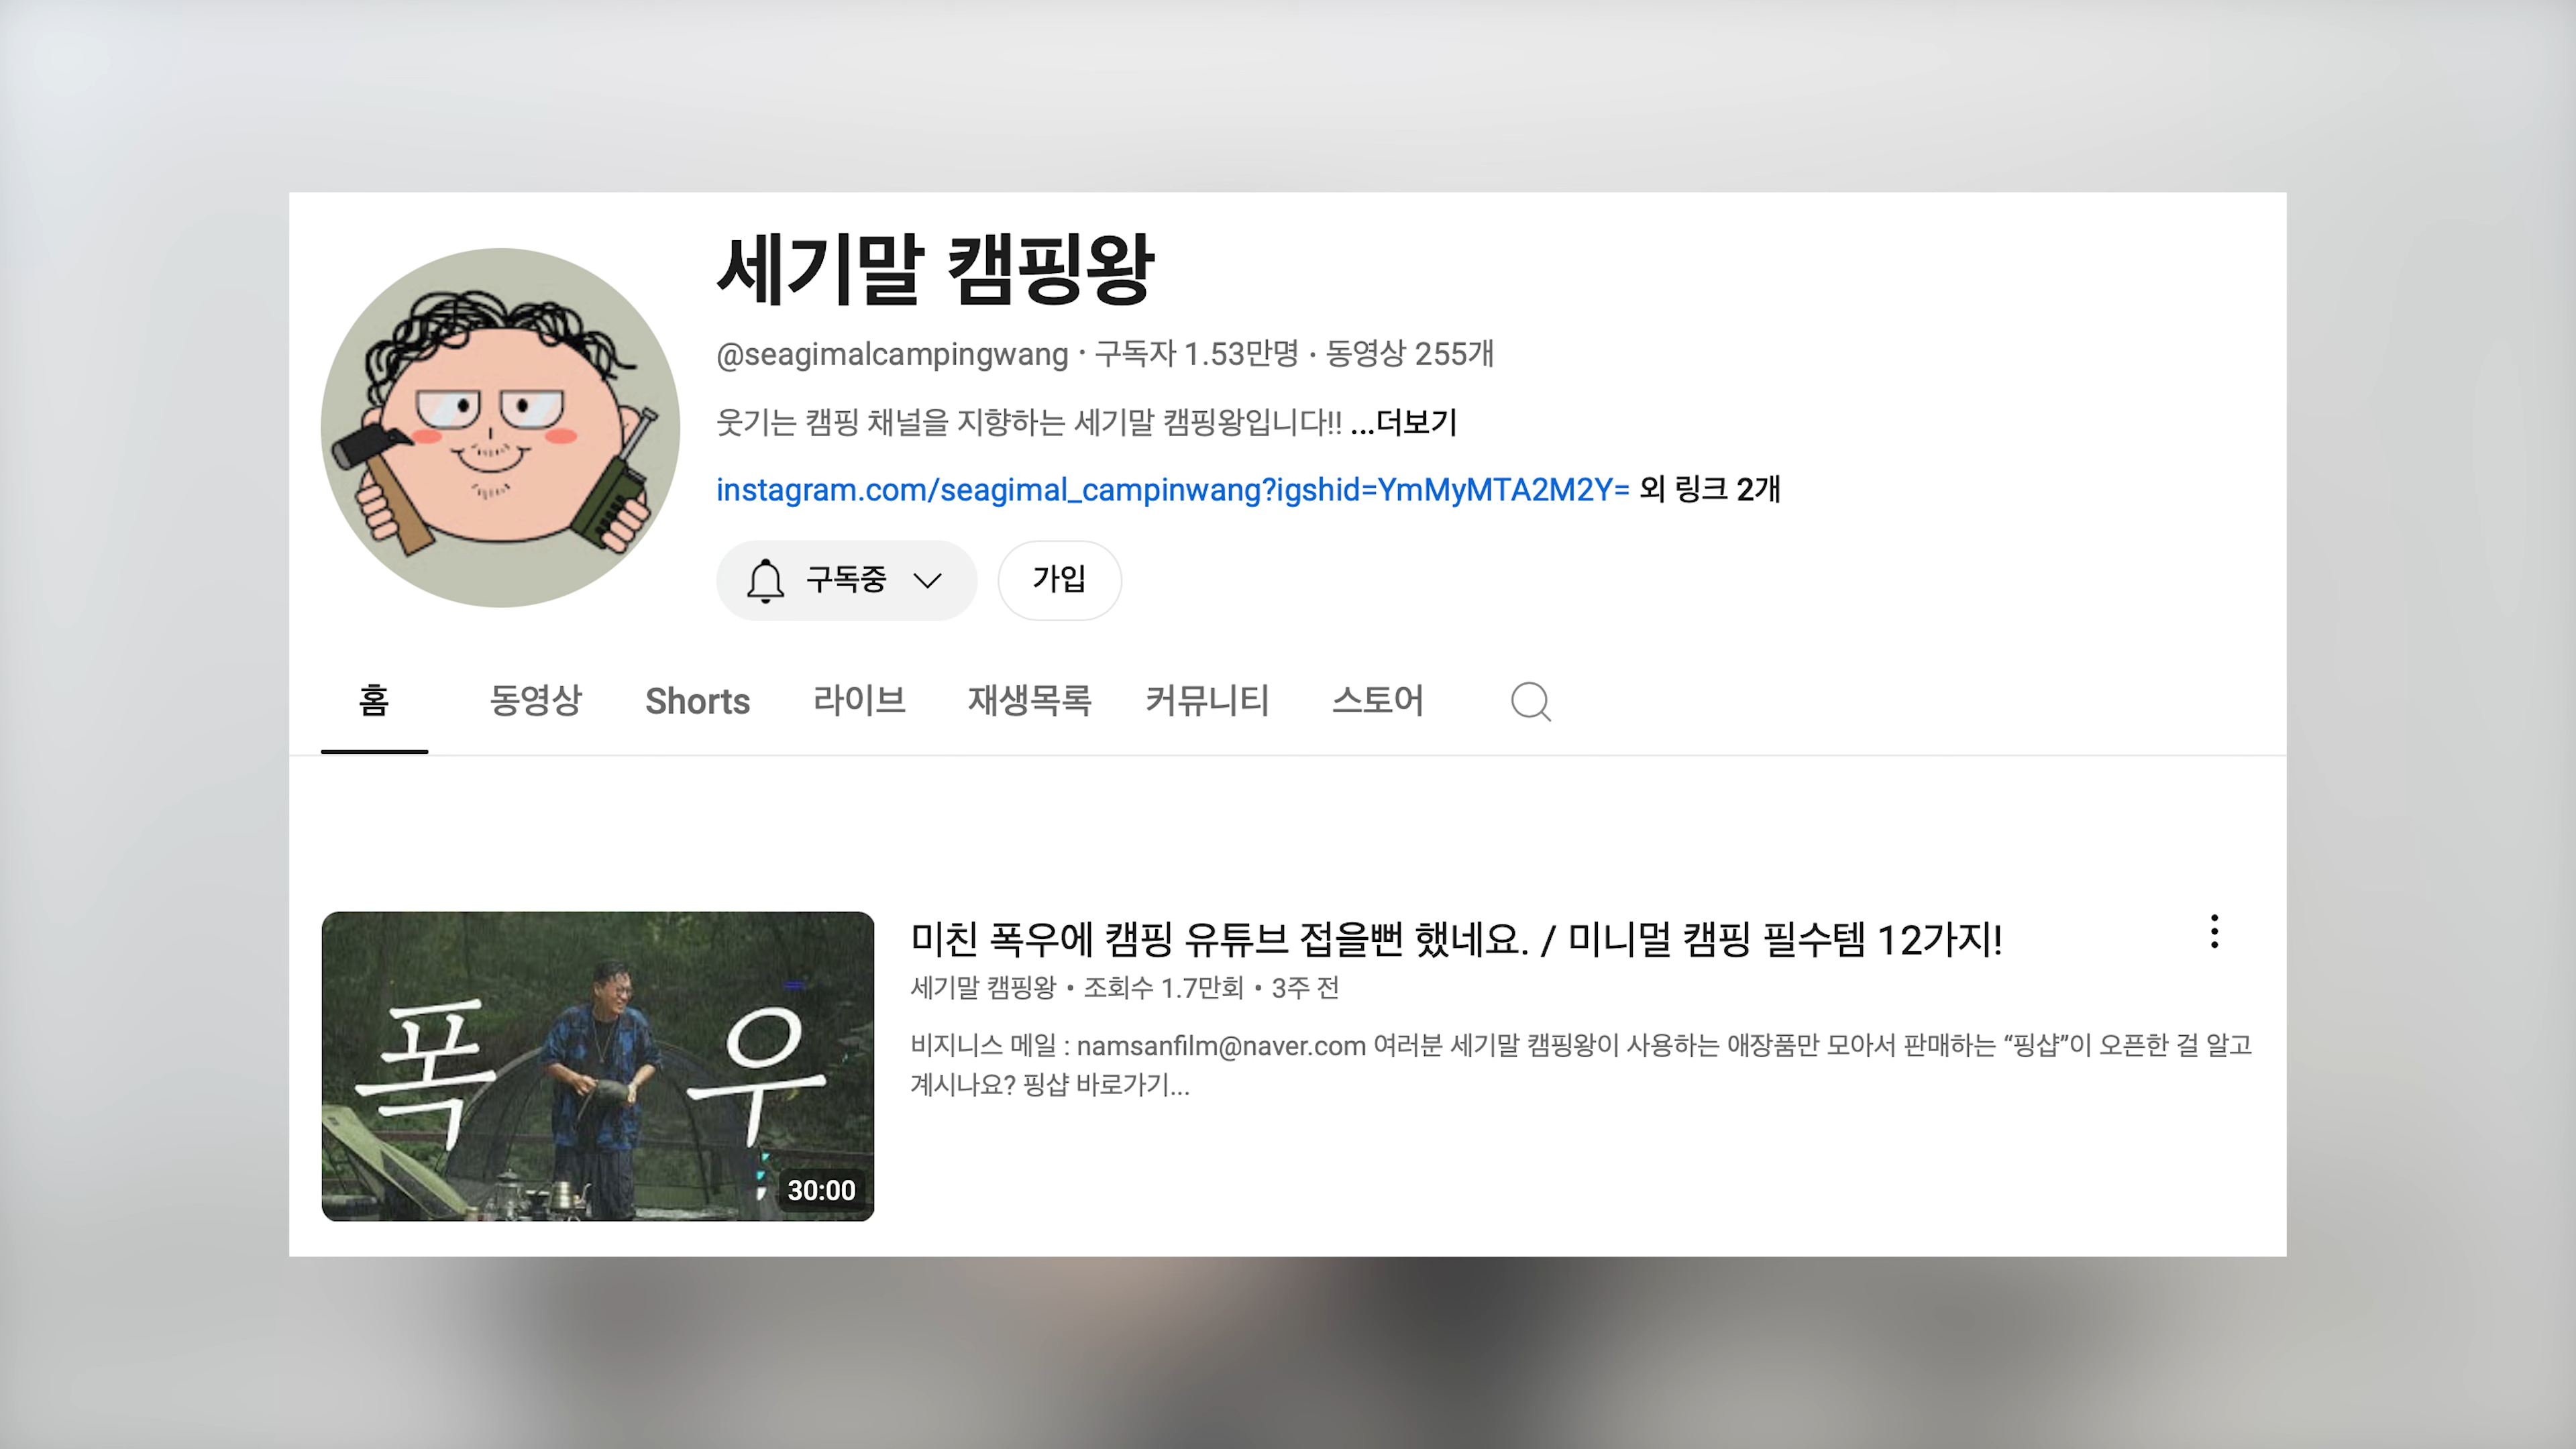 세기말 캠핑왕
@seagimalcampingwang · 구독자 1.53만명 · 동영상 255개
웃기는 캠핑 채널을 지향하는 세기말 캠핑왕입니다!! ...더보기
instagram.com/seagimal_campinwang?igshid=YmMyMTA2M2Y= 외 링크 2개
구독중 가입
홈 동영상 Shorts 라이브 재생목록 커뮤니티 스토어
폭우
30:00
미친 폭우에 캠핑 유튜브 접을뻔 했네요. / 미니멀 캠핑 필수템 12가지!
세기말 캠핑왕 • 조회수 1.7만회 • 3주 전
비지니스 메일 : namsanfilm@naver.com 여러분 세기말 캠핑왕이 사용하는 애장품만 모아서 판매하는 “핑샵”이 오픈한 걸 알고
계시나요? 핑샵 바로가기...